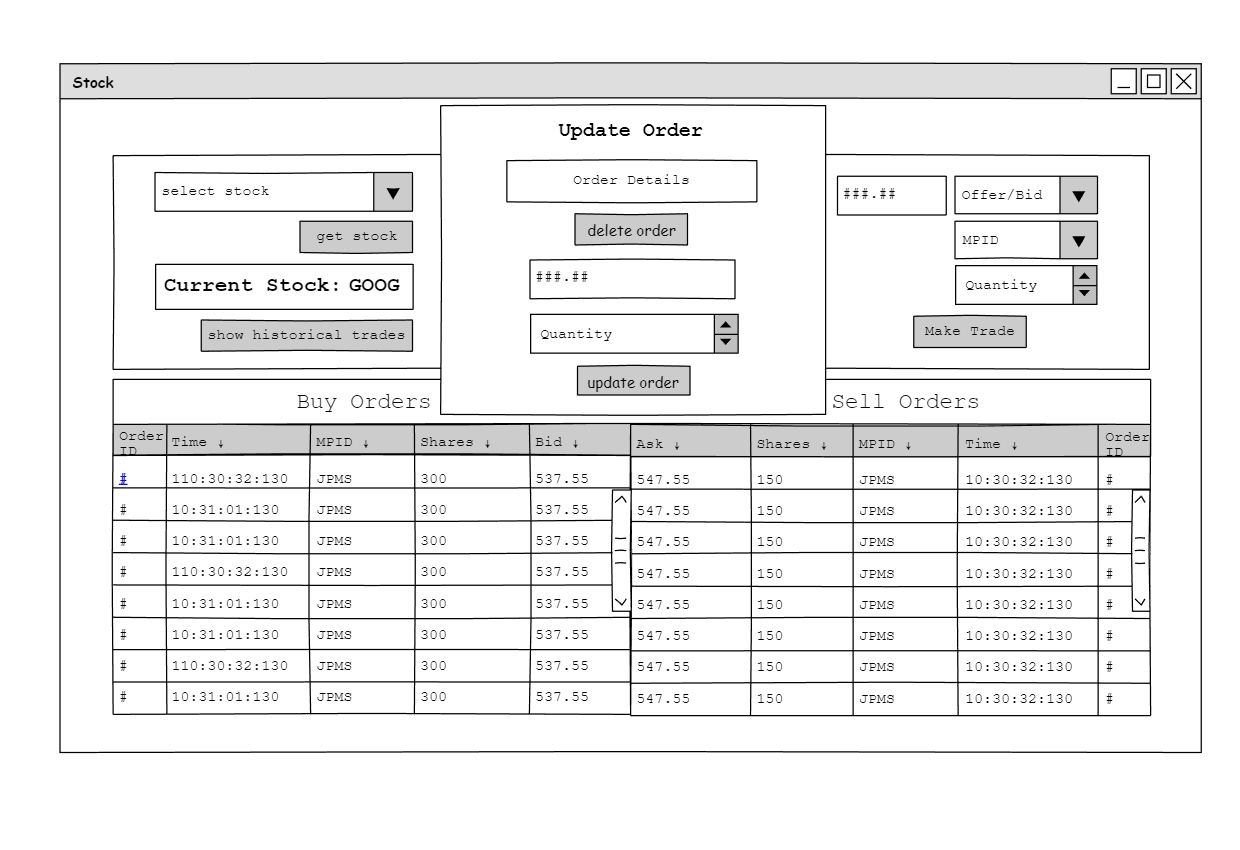 Stock
Update Order
select stock
get stock
Current Stock: GOOG
show historical trades
Order Details
delete order
###.##
Quantity
update order
###.## Offer/Bid
MPID
Quantity
Make Trade
Buy Orders Sell Orders
Order ID Time ↓ MPID ↓ Shares ↓ Bid ↓ Ask ↓ Shares ↓ MPID ↓ Time ↓ Order ID
# 110:30:32:130 JPMS 300 537.55 547.55 150 JPMS 10:30:32:130 #
# 10:31:01:130 JPMS 300 537.55 547.55 150 JPMS 10:30:32:130 #
# 10:31:01:130 JPMS 300 537.55 547.55 150 JPMS 10:30:32:130 #
# 110:30:32:130 JPMS 300 537.55 547.55 150 JPMS 10:30:32:130 #
# 10:31:01:130 JPMS 300 537.55 547.55 150 JPMS 10:30:32:130 #
# 10:31:01:130 JPMS 300 537.55 547.55 150 JPMS 10:30:32:130 #
# 110:30:32:130 JPMS 300 537.55 547.55 150 JPMS 10:30:32:130 #
# 10:31:01:130 JPMS 300 537.55 547.55 150 JPMS 10:30:32:130 #